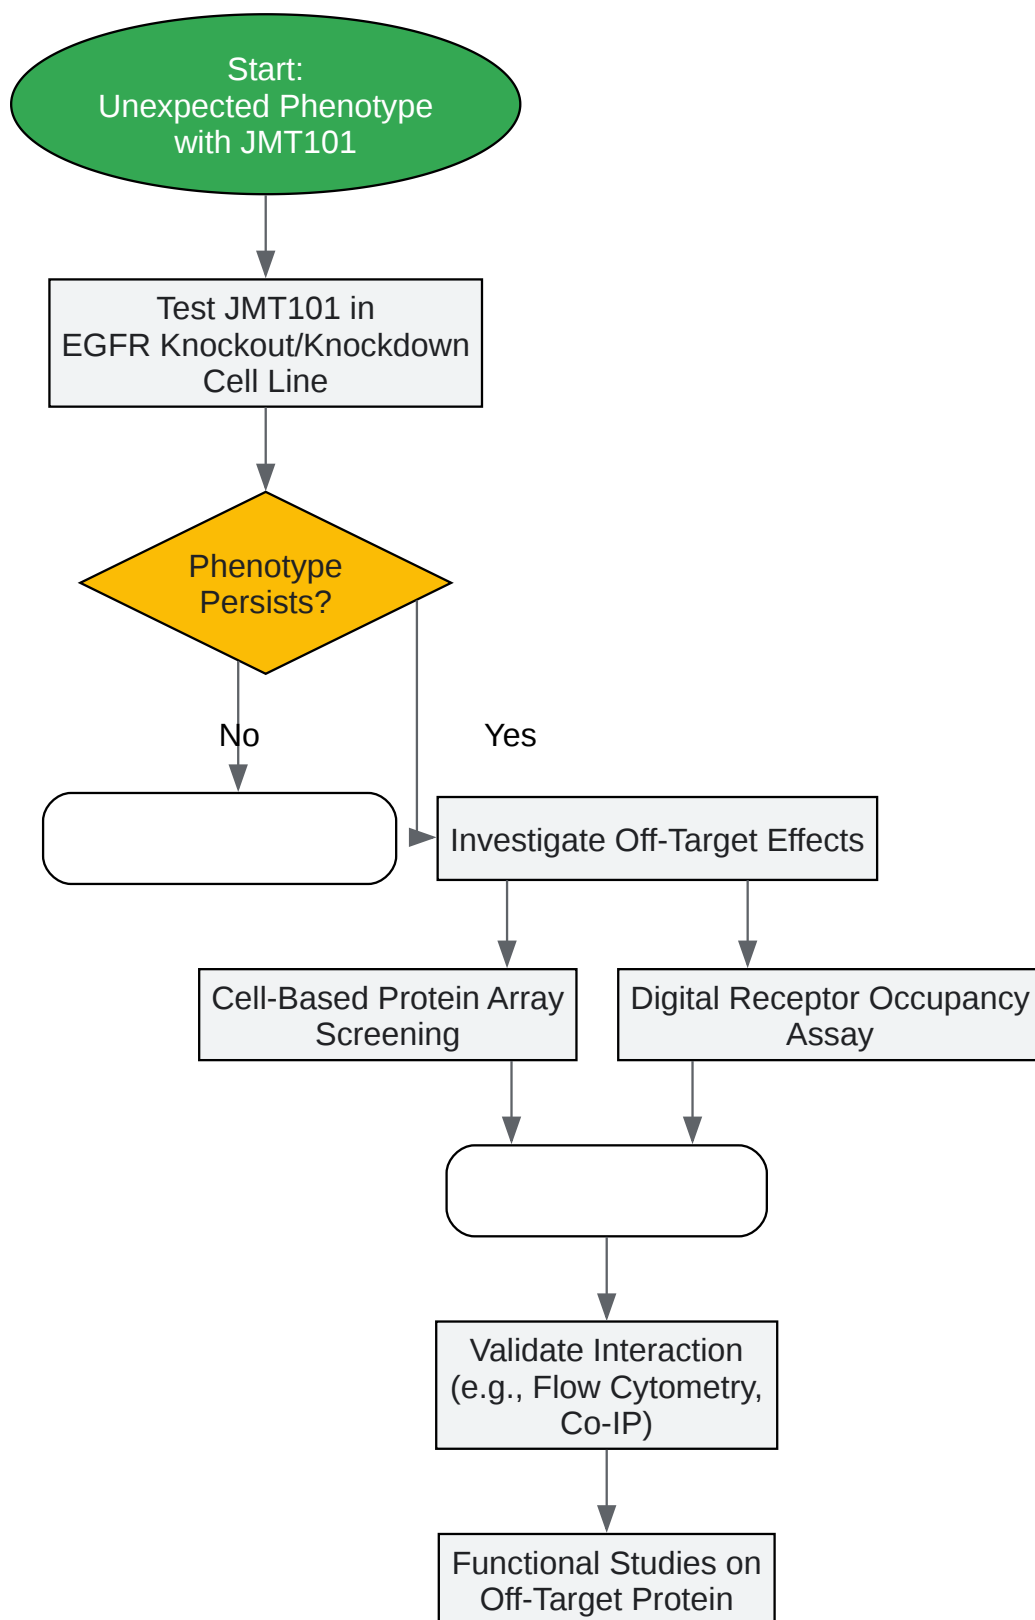 Start:
Unexpected Phenotype
with JMT101
Test JMT101 in
EGFR Knockout/Knockdown
Cell Line
Phenotype
Persists?
No
Yes
Investigate Off-Target Effects
Cell-Based Protein Array
Screening
Digital Receptor Occupancy
Assay
Validate Interaction
(e.g., Flow Cytometry,
Co-IP)
Functional Studies on
Off-Target Protein